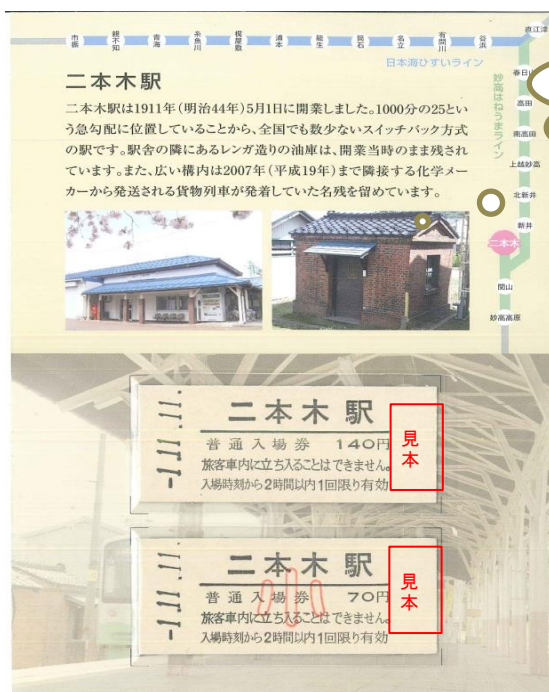 市振 親不知 青海 糸魚川 梶屋敷 浦本 能生 筒石 名立 有間川 谷浜 直江津
日本海ひすいライン
妙高はねうまライン
春日山
高田
南高田
上越妙高
北新井
新井
二本木
関山
妙高高原
二本木駅
二本木駅は1911年(明治44年)5月1日に開業しました。1000分の25とい
う急勾配に位置していることから、全国でも数少ないスイッチバック方式
の駅です。駅舎の隣にあるレンガ造りの油庫は、開業当時のまま残され
ています。また、広い構内は2007年(平成19年)まで隣接する化学メー
カーから発送される貨物列車が発着していた名残を留めています。
-1.11.11.
二本木駅
普通入場券 140円
旅客車内に立ち入ることはできません。
入場時刻から2時間以内1回限り有効
見本
-1.11.11.
二本木駅
普通入場券 70円
旅客車内に立ち入ることはできません。
入場時刻から2時間以内1回限り有効
小
見本